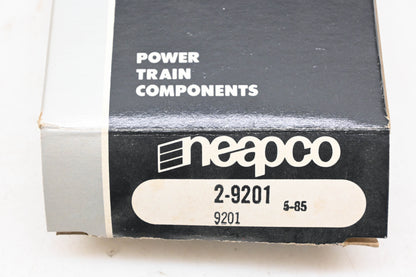 POWER
TRAIN
COMPONENTS
neapco
2-9201 5-85
9201